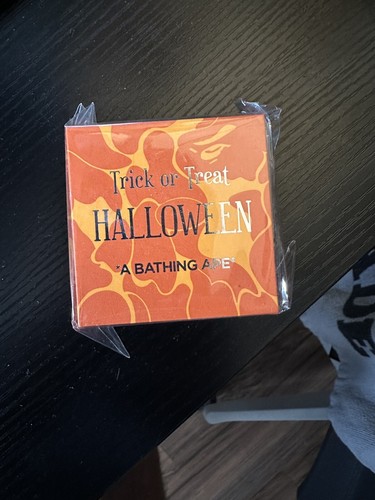 Trick or Treat
HALLOWEEN
"A BATHING APE"